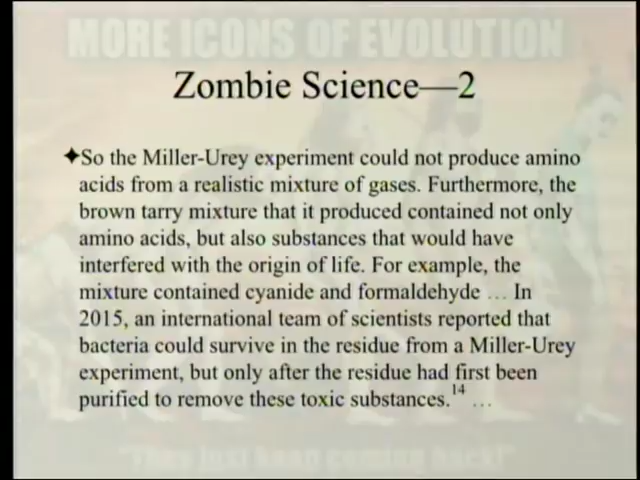 MORE ICONS OF EVOLUTION
Zombie Science—2
✦So the Miller-Urey experiment could not produce amino
acids from a realistic mixture of gases. Furthermore, the
brown tarry mixture that it produced contained not only
amino acids, but also substances that would have
interfered with the origin of life. For example, the
mixture contained cyanide and formaldehyde … In
2015, an international team of scientists reported that
bacteria could survive in the residue from a Miller-Urey
experiment, but only after the residue had first been
purified to remove these toxic substances.¹⁴ …
"They just keep coming back!"